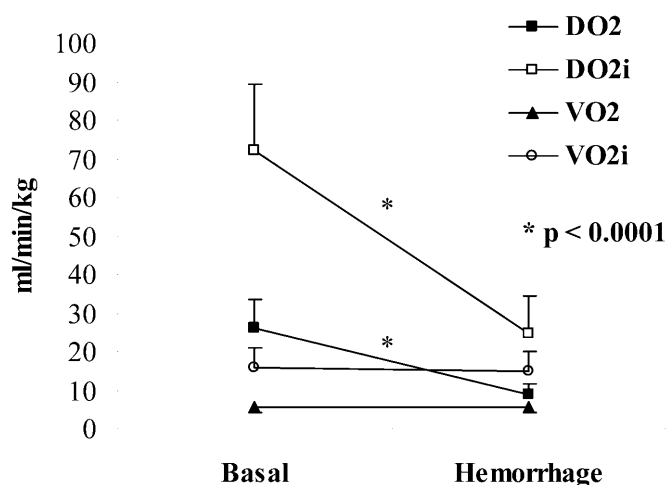 100
90
80
70
60
50
40
30
20
10
0
ml/min/kg
DO2
DO2i
VO2
VO2i
*
* p < 0.0001
*
Basal
Hemorrhage